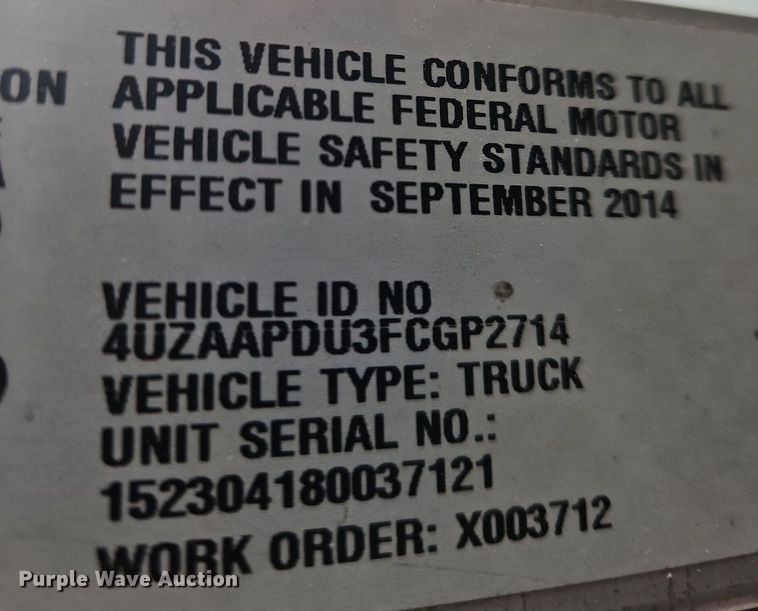 THIS VEHICLE CONFORMS TO ALL
ON APPLICABLE FEDERAL MOTOR
VEHICLE SAFETY STANDARDS IN
EFFECT IN SEPTEMBER 2014
VEHICLE ID NO
4UZAAPDU3FCGP2714
VEHICLE TYPE: TRUCK
UNIT SERIAL NO.:
152304180037121
WORK ORDER: X003712
Purple Wave Auction